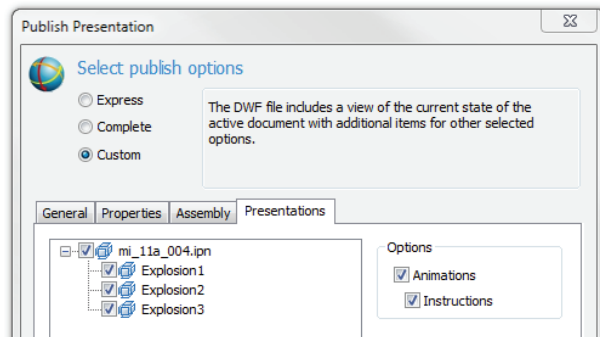 Publish Presentation
Select publish options
Express
Complete
Custom
The DWF file includes a view of the current state of the
active document with additional items for other selected
options.
General Properties Assembly Presentations
mi_11a_004.ipn
Explosion1
Explosion2
Explosion3
Options
Animations
Instructions